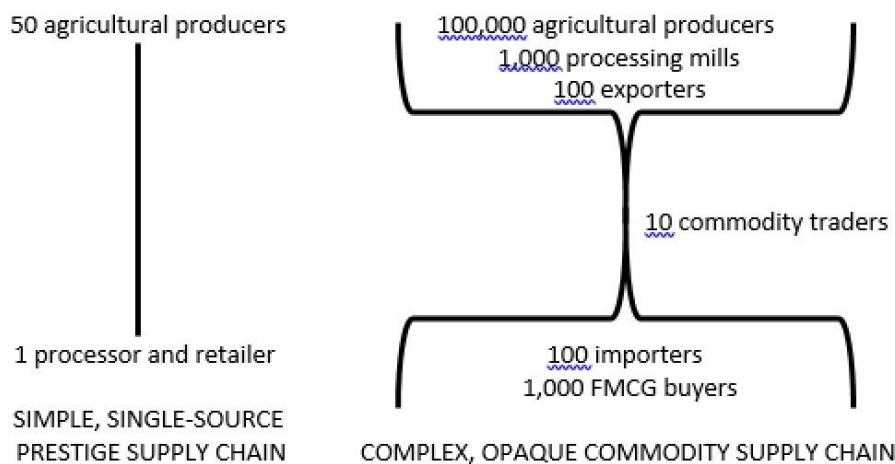 50 agricultural producers
1 processor and retailer
SIMPLE, SINGLE-SOURCE
PRESTIGE SUPPLY CHAIN
100,000 agricultural producers
1,000 processing mills
100 exporters
10 commodity traders
100 importers
1,000 FMCG buyers
COMPLEX, OPAQUE COMMODITY SUPPLY CHAIN